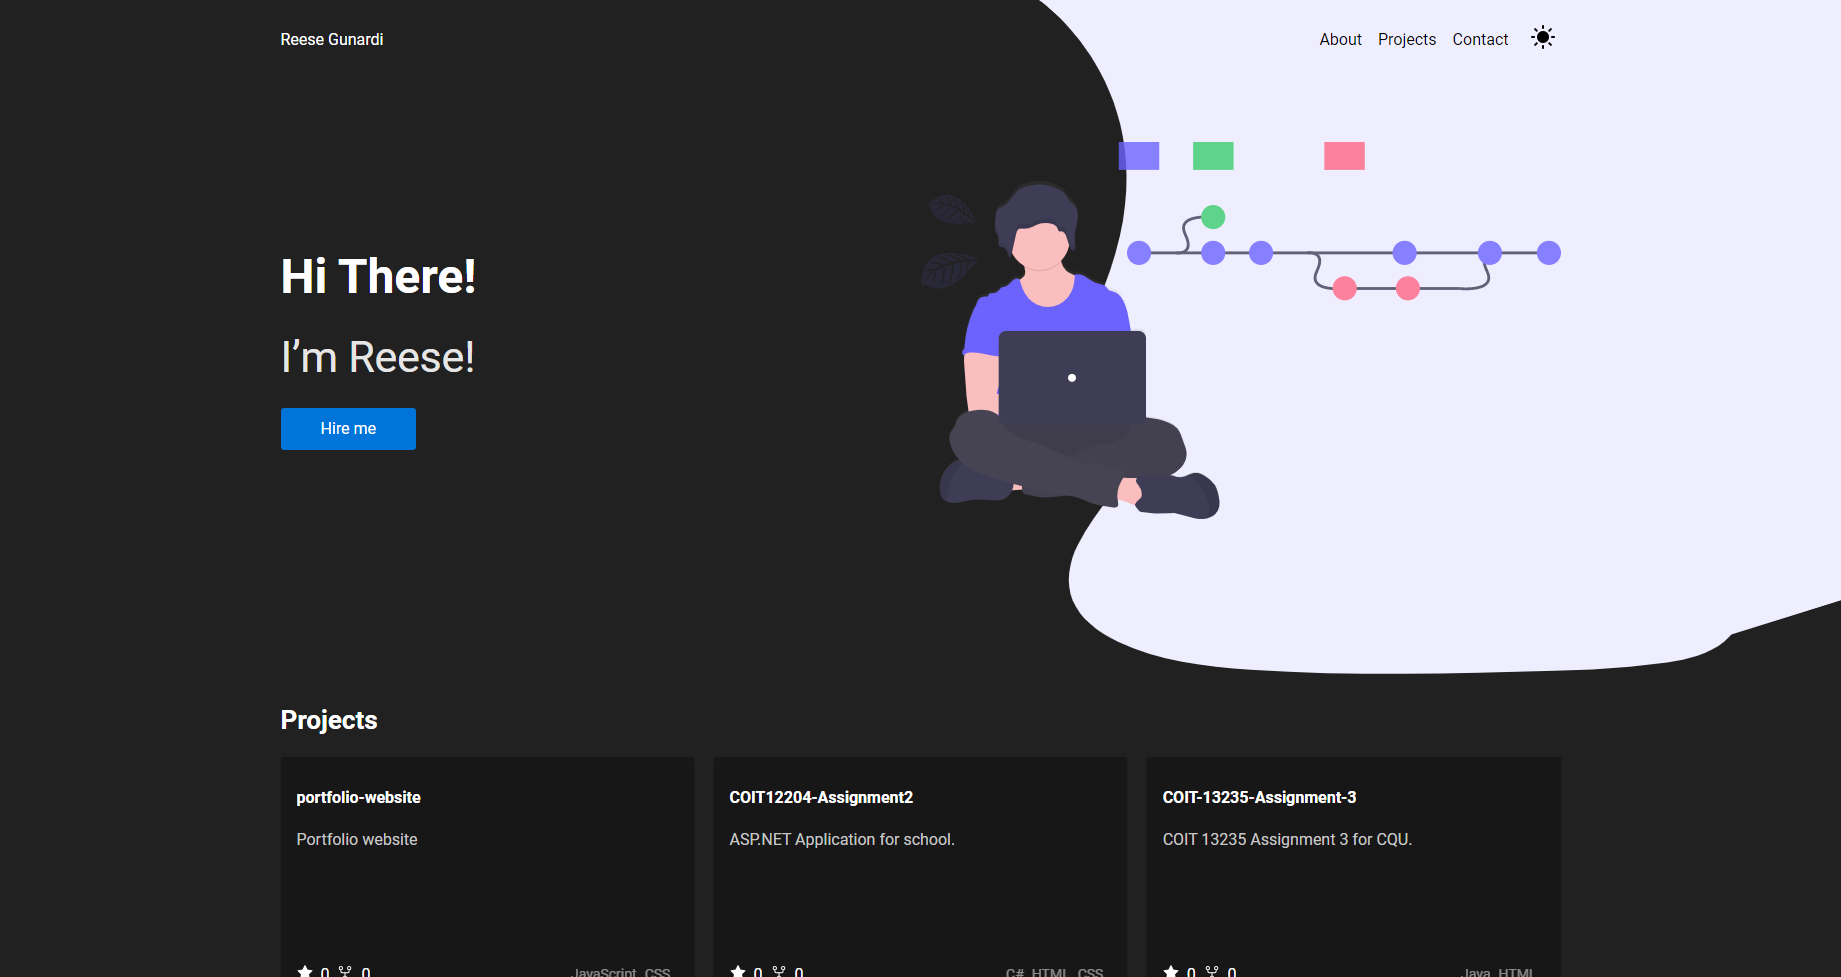 Reese Gunardi
About Projects Contact
Hi There!
I’m Reese!
Hire me
Projects
portfolio-website
Portfolio website
0 0 JavaScript CSS
COIT12204-Assignment2
ASP.NET Application for school.
0 0 C# HTML CSS
COIT-13235-Assignment-3
COIT 13235 Assignment 3 for CQU.
0 0 Java HTML